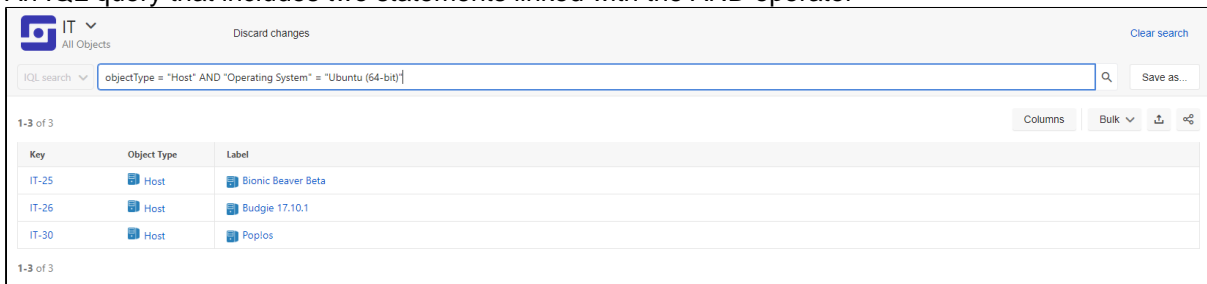 An IQL query that includes two statements linked with the AND operator
IT
All Objects
Discard changes
Clear search
IQL search
objectType = "Host" AND "Operating System" = "Ubuntu (64-bit)"
Save as...
1-3 of 3
Columns
Bulk
Key Object Type Label
IT-25 Host Bionic Beaver Beta
IT-26 Host Budgie 17.10.1
IT-30 Host Poplos
1-3 of 3